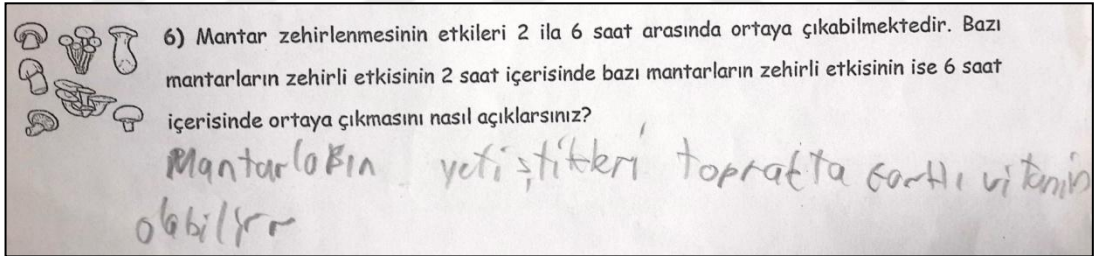 6) Mantar zehirlenmesinin etkileri 2 ila 6 saat arasında ortaya çıkabilmektedir. Bazı
mantarların zehirli etkisinin 2 saat içerisinde bazı mantarların zehirli etkisinin ise 6 saat
içerisinde ortaya çıkmasını nasıl açıklarsınız?
Mantarların yetiştikleri toprakta farklı vitamin
olabiliyor